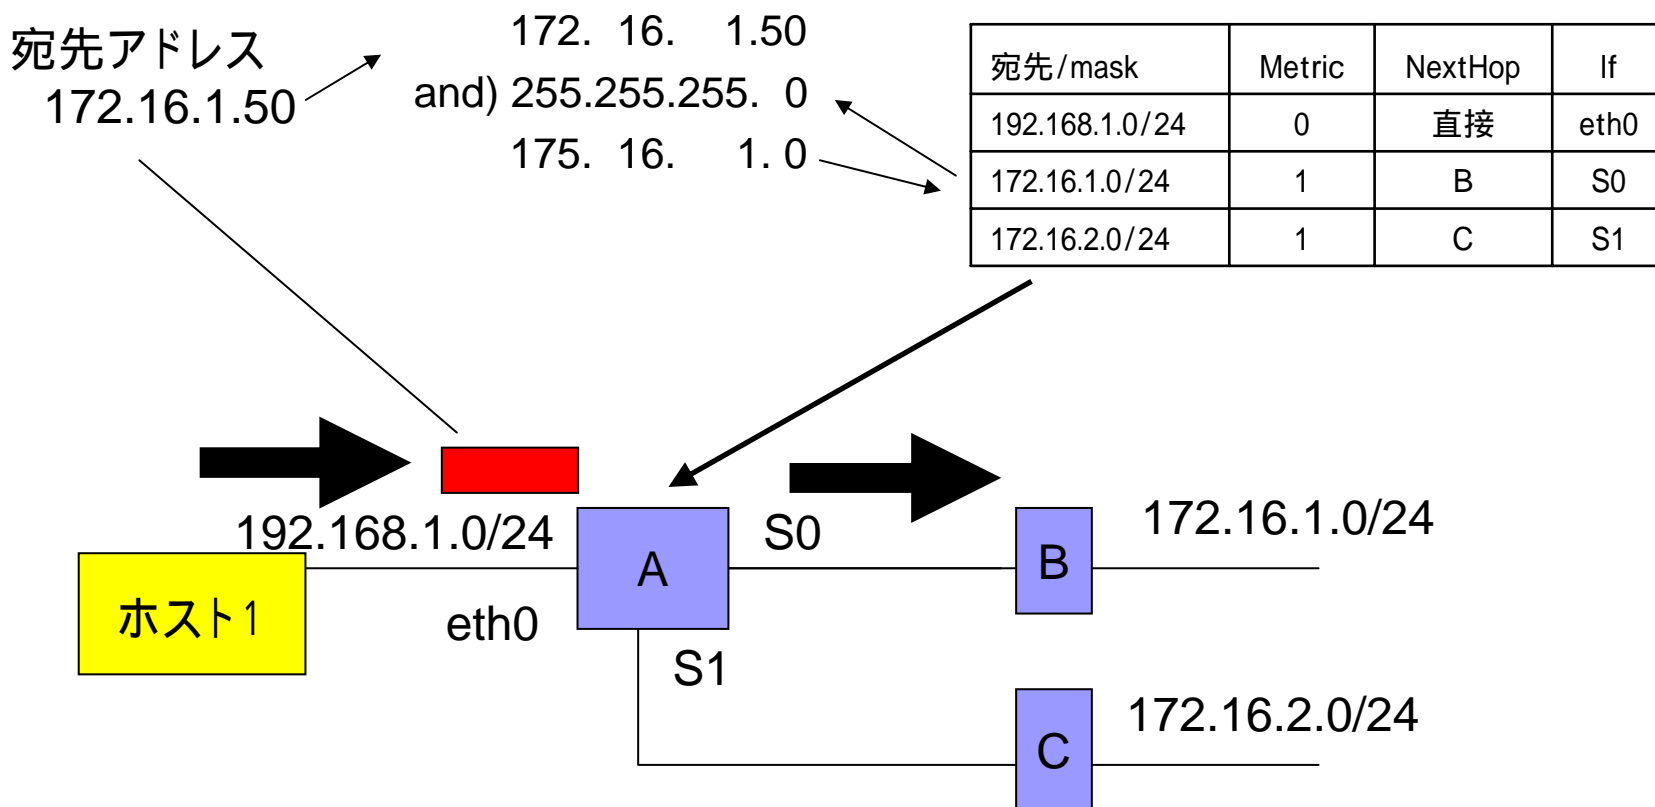 宛先アドレス
172.16.1.50
172. 16. 1.50
and) 255.255.255. 0
175. 16. 1. 0
宛先/mask Metric NextHop If
192.168.1.0/24 0 直接 eth0
172.16.1.0/24 1 B S0
172.16.2.0/24 1 C S1
192.168.1.0/24
ホスト1
eth0
A
S0
S1
B
172.16.1.0/24
C
172.16.2.0/24